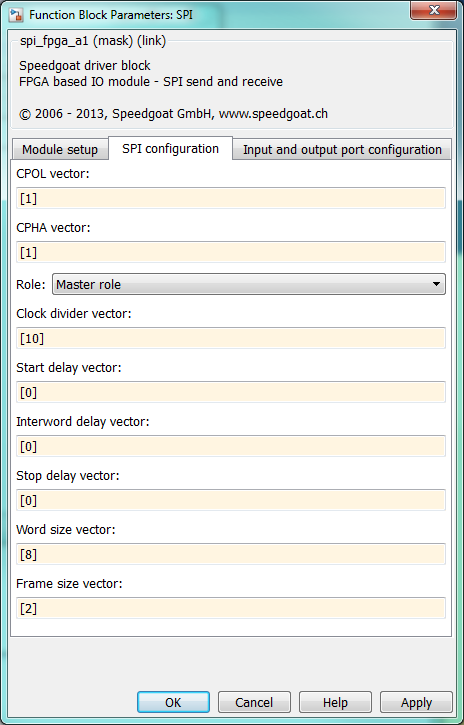 Function Block Parameters: SPI
spi_fpga_a1 (mask) (link)
Speedgoat driver block
FPGA based IO module - SPI send and receive
© 2006 - 2013, Speedgoat GmbH, www.speedgoat.ch
Module setup SPI configuration Input and output port configuration
CPOL vector:
[1]
CPHA vector:
[1]
Role: Master role
Clock divider vector:
[10]
Start delay vector:
[0]
Interword delay vector:
[0]
Stop delay vector:
[0]
Word size vector:
[8]
Frame size vector:
[2]
OK Cancel Help Apply